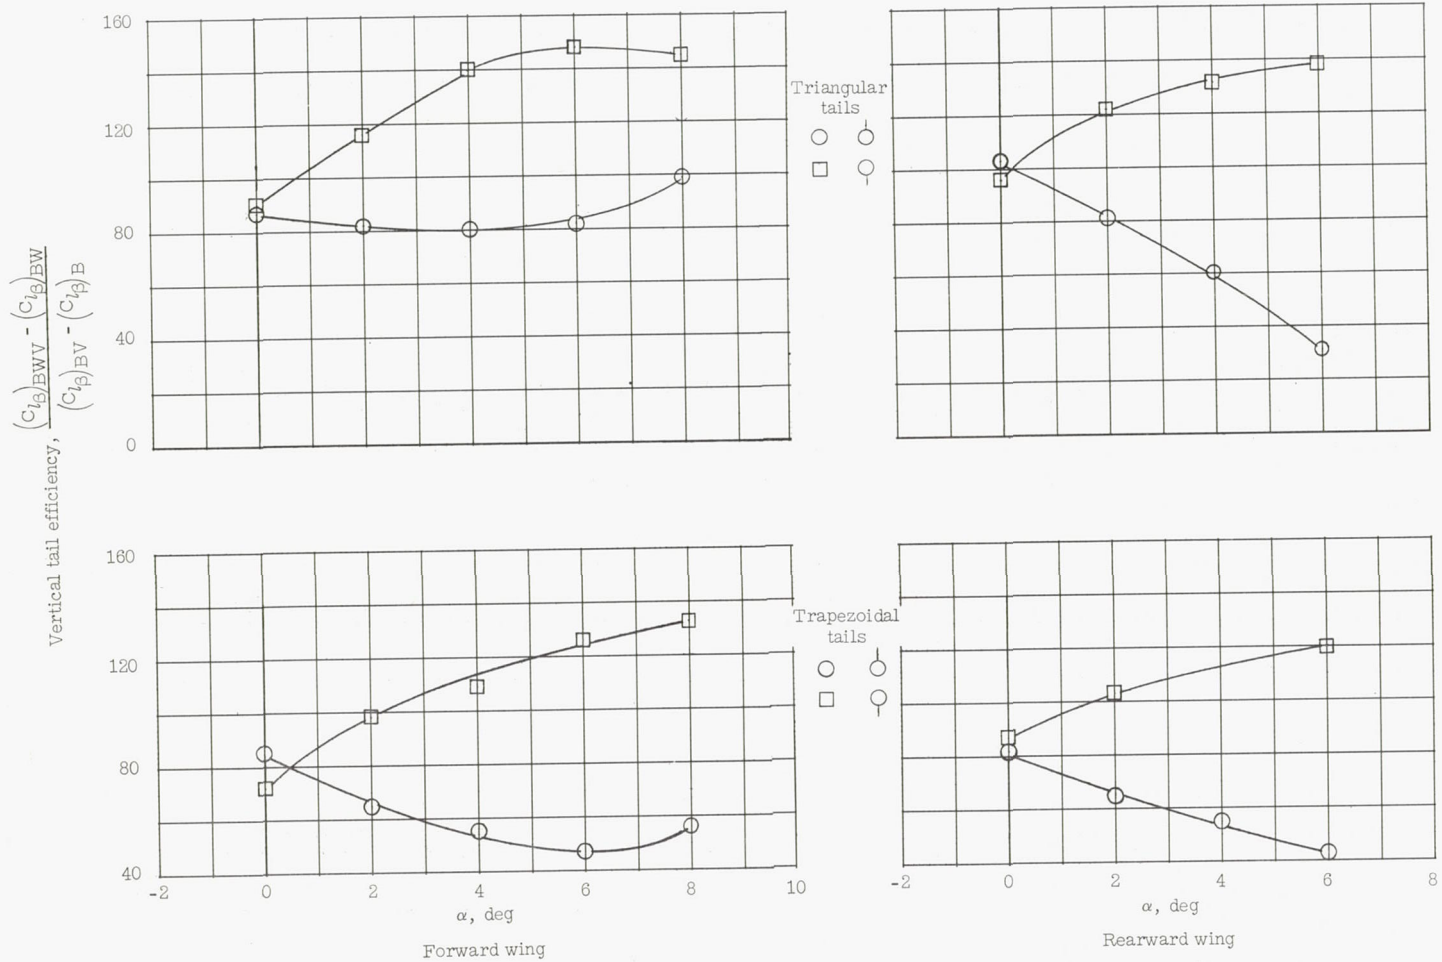 160
120
80
40
0
Triangular
tails
Vertical tail efficiency, (Clβ)BWV - (Clβ)BW
(Clβ)BV - (Clβ)B
160
120
80
40
Trapezoidal
tails
-2 0 2 4 6 8 10
α, deg
Forward wing
-2 0 2 4 6 8
α, deg
Rearward wing